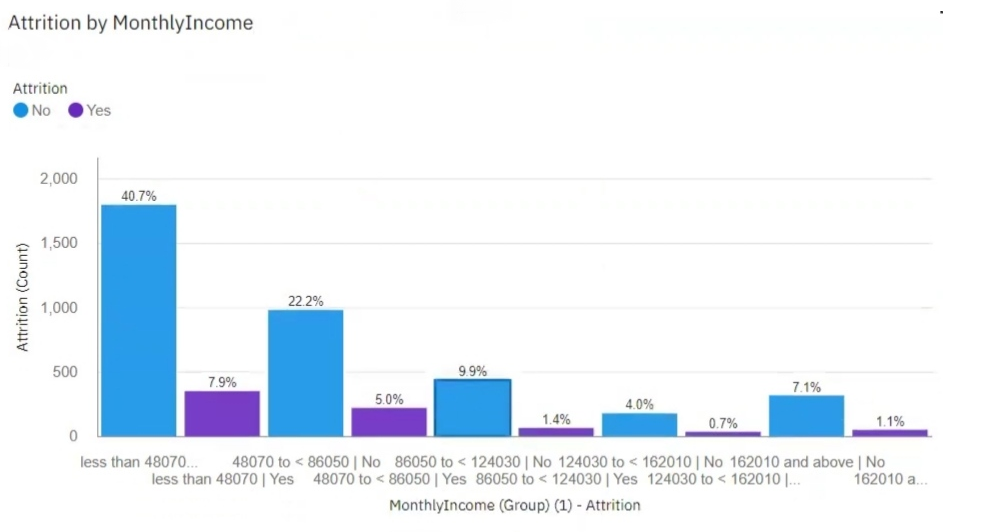 Attrition by MonthlyIncome
Attrition
No Yes
2,000
1,500
1,000
500
0
Attrition (Count)
40.7%
7.9%
22.2%
5.0%
9.9%
1.4%
4.0%
0.7%
7.1%
1.1%
less than 48070... 48070 to < 86050 | No 86050 to < 124030 | No 124030 to < 162010 | No 162010 and above | No
less than 48070 | Yes 48070 to < 86050 | Yes 86050 to < 124030 | Yes 124030 to < 162010 |... 162010 a...
MonthlyIncome (Group) (1) - Attrition